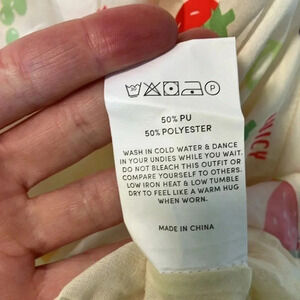 50% PU
50% POLYESTER
WASH IN COLD WATER & DANCE
IN YOUR UNDIES WHILE YOU WAIT.
DO NOT BLEACH THIS OUTFIT OR
COMPARE YOURSELF TO OTHERS.
LOW IRON HEAT & LOW TUMBLE
DRY TO FEEL LIKE A WARM HUG
WHEN WORN.
MADE IN CHINA